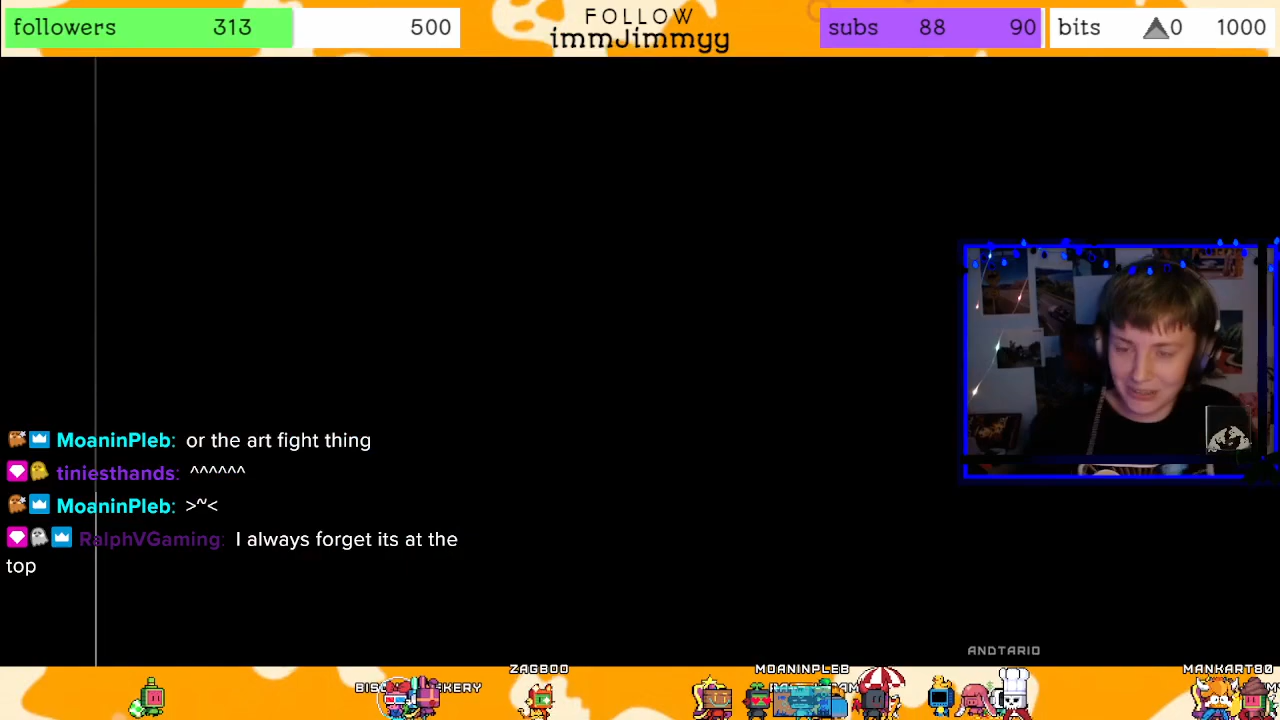 followers 313 500
FOLLOW
immJimmyy
subs 88 90
bits 0 1000
MoaninPleb: or the art fight thing
tiniesthands: ^^^^^^
MoaninPleb: >~<
RalphVGaming: I always forget its at the
top
ANDTARIO
ZAGBOO
MOANINPLEB
MANKART80